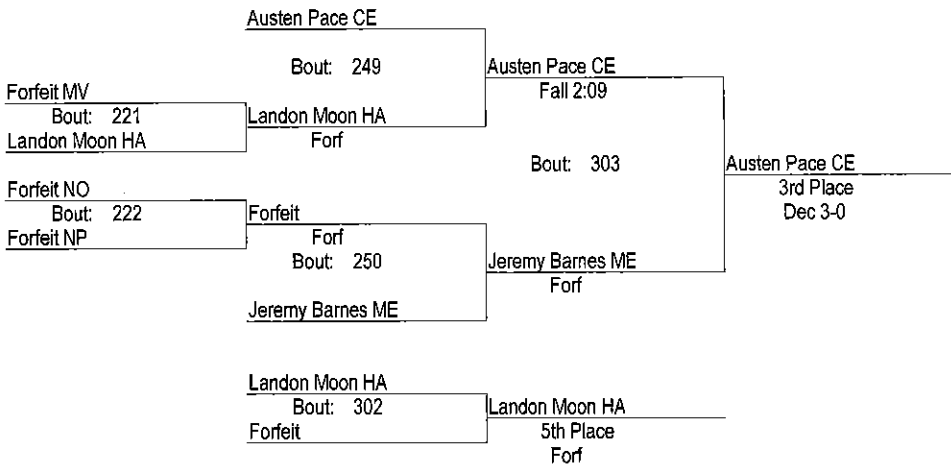 Austen Pace CE
Bout: 249
Austen Pace CE
Fall 2:09
Forfeit MV
Bout: 221
Landon Moon HA
Landon Moon HA
Forf
Bout: 303
Austen Pace CE
3rd Place
Dec 3-0
Forfeit NO
Bout: 222
Forfeit NP
Forfeit
Forf
Bout: 250
Jeremy Barnes ME
Forf
Jeremy Barnes ME
Landon Moon HA
Bout: 302
Forfeit
Landon Moon HA
5th Place
Forf